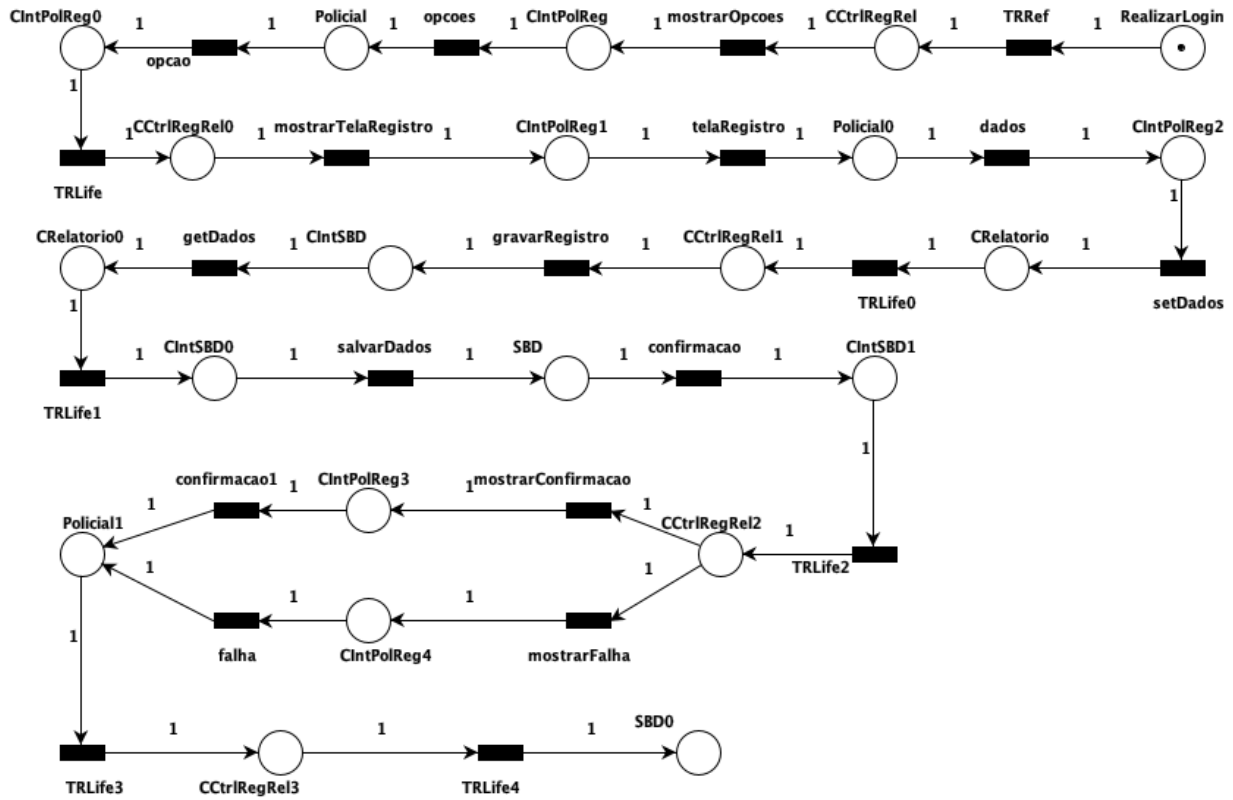 CIntPolReg0 1 Policial 1 opcoes 1 CIntPolReg 1 mostrarOpcoes 1 CCtrlRegRel 1 TRRef 1 RealizarLogin
1 opcao
1
1 CCtrlRegRel0 1 mostrarTelaRegistro 1 CIntPolReg1 1 telaRegistro 1 Policial0 1 dados 1 CIntPolReg2
TRLife
1
CRelatorio0 1 getDados 1 CIntSBD 1 gravarRegistro 1 CCtrlRegRel1 1 1 CRelatorio 1
TRLife0 setDados
1
1 CIntSBD0 1 salvarDados 1 SBD 1 confirmacao 1 CIntSBD1
TRLife1
1
confirmacao1 1 CIntPolReg3 1 mostrarConfirmacao
1 1
Policial1 CCtrlRegRel2 1
1 1 TRLife2
1 1
1
falha CIntPolReg4 mostrarFalha
1 1 1 SBD0
TRLife3 CCtrlRegRel3 TRLife4